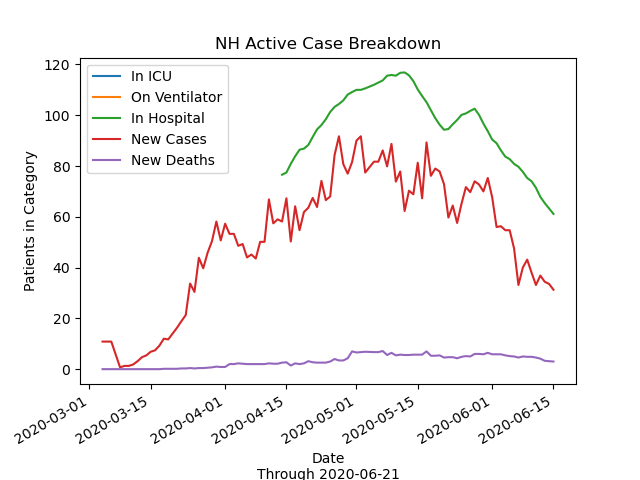 NH Active Case Breakdown
In ICU
On Ventilator
In Hospital
New Cases
New Deaths
Patients in Category
120
100
80
60
40
20
0
2020-03-01
2020-03-15
2020-04-01
2020-04-15
2020-05-01
2020-05-15
2020-06-01
2020-06-15
Date
Through 2020-06-21